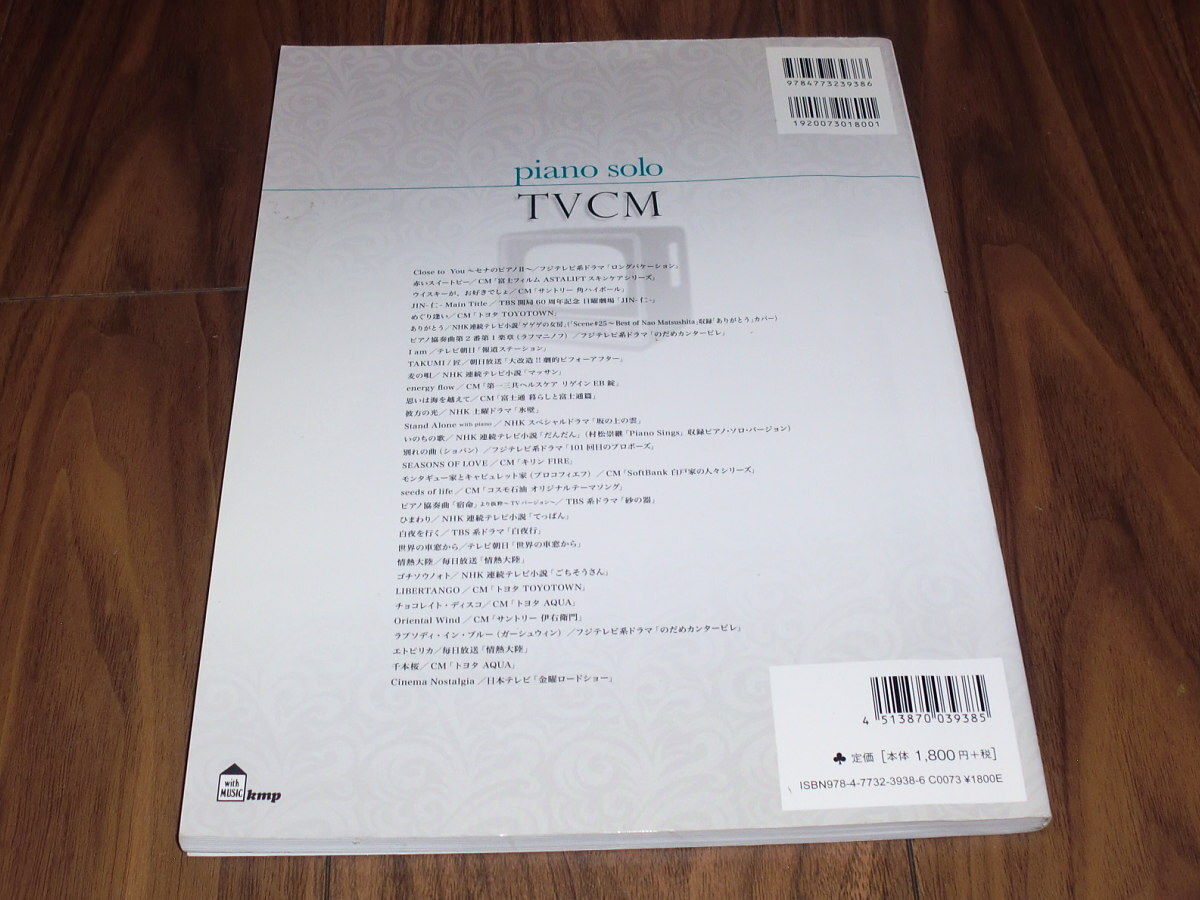 9784773239386
1920073018001
piano solo
TVCM
Close to You～セナのピアノII～／フジテレビ系ドラマ「ロングバケーション」
赤いスイートピー／CM「富士フイルム ASTALIFT スキンケアシリーズ」
ウイスキーが、お好きでしょ／CM「サントリー 角ハイボール」
JIN-仁- Main Title ／TBS開局60周年記念 日曜劇場「JIN-仁-」
めぐり逢い／CM「トヨタ TOYOTOWN」
ありがとう／NHK連続テレビ小説「ゲゲゲの女房」（「Scene#25～Best of Nao Matsushita」収録「ありがとう」カバー）
ピアノ協奏曲第2番第1楽章（ラフマニノフ）／フジテレビ系ドラマ「のだめカンタービレ」
I am／テレビ朝日「報道ステーション」
TAKUMI／匠／朝日放送「大改造!!劇的ビフォーアフター」
麦の唄／NHK 連続テレビ小説「マッサン」
energy flow／CM「第一三共ヘルスケア リゲイン EB 錠」
思いは海を越えて／CM「富士通 暮らしと富士通篇」
彼方の光／NHK 土曜ドラマ「氷壁」
Stand Alone with piano／NHK スペシャルドラマ「坂の上の雲」
いのちの歌／NHK 連続テレビ小説「だんだん」（村松崇継「Piano Sings」収録ピアノ・ソロ・バージョン）
別れの曲（ショパン）／フジテレビ系ドラマ「101回目のプロポーズ」
SEASONS OF LOVE／CM「キリン FIRE」
モンタギュー家とキャピュレット家（プロコフィエフ）／CM「SoftBank 白戸家の人々シリーズ」
seeds of life／CM「コスモ石油 オリジナルテーマソング」
ピアノ協奏曲「宿命」より抜粋～TVバージョン～／TBS 系ドラマ「砂の器」
ひまわり／NHK 連続テレビ小説「てっぱん」
白夜を行く／TBS 系ドラマ「白夜行」
世界の車窓から／テレビ朝日「世界の車窓から」
情熱大陸／毎日放送「情熱大陸」
ゴチソウノォト／NHK 連続テレビ小説「ごちそうさん」
LIBERTANGO／CM「トヨタ TOYOTOWN」
チョコレイト・ディスコ／CM「トヨタ AQUA」
Oriental Wind／CM「サントリー 伊右衛門」
ラプソディ・イン・ブルー（ガーシュウィン）／フジテレビ系ドラマ「のだめカンタービレ」
エトピリカ／毎日放送「情熱大陸」
千本桜／CM「トヨタ AQUA」
Cinema Nostalgia ／日本テレビ「金曜ロードショー」
4 513870 039385
♣ 定価 [本体 1,800円+税]
ISBN978-4-7732-3938-6 C0073 ¥1800E
with
MUSIC kmp